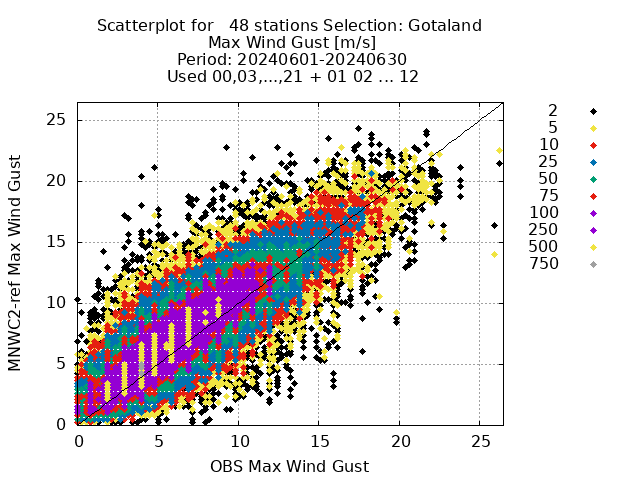 Scatterplot for   48 stations Selection: Gotaland
Max Wind Gust [m/s]
Period: 20240601-20240630
Used 00,03,...,21 + 01 02 ... 12
MNWC2-ref Max Wind Gust
25
20
15
10
5
0
0 5 10 15 20 25
OBS Max Wind Gust
2
5
10
25
50
75
100
250
500
750